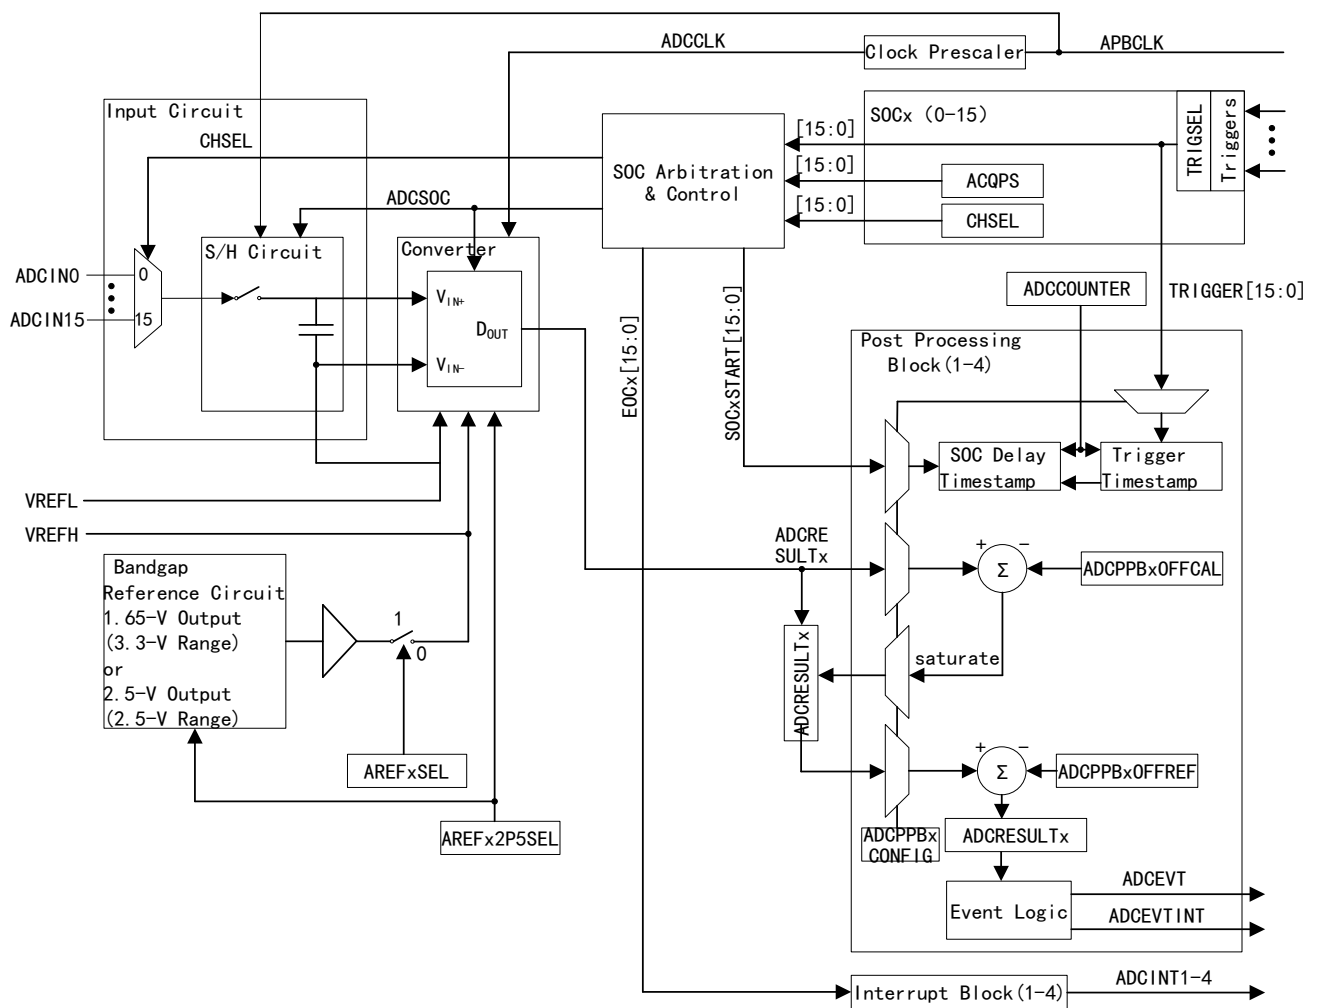 ADCCLK
Clock Prescaler
APBCLK
Input Circuit
CHSEL
SOCx (0-15)
[15:0]
TRIGSEL
Triggers
SOC Arbitration
& Control
[15:0]
ACQPS
[15:0]
CHSEL
ADCSOC
S/H Circuit
Converter
ADCIN0
0
ADCIN15
15
VIN+
DOUT
VIN-
EOCx[15:0]
SOCxSTART[15:0]
ADCCOUNTER
TRIGGER[15:0]
Post Processing
Block(1-4)
SOC Delay
Timestamp
Trigger
Timestamp
VREFL
VREFH
ADCRE
SULTx
+
-
Σ
ADCPPBxOFFCAL
Bandgap
Reference Circuit
1.65-V Output
(3.3-V Range)
or
2.5-V Output
(2.5-V Range)
1
0
ADCRESULTx
saturate
AREFxSEL
+
-
Σ
ADCPPBxOFFREF
AREFx2P5SEL
ADCPPBx
CONFIG
ADCRESULTx
Event Logic
ADCEVT
ADCEVTINT
Interrupt Block(1-4)
ADCINT1-4